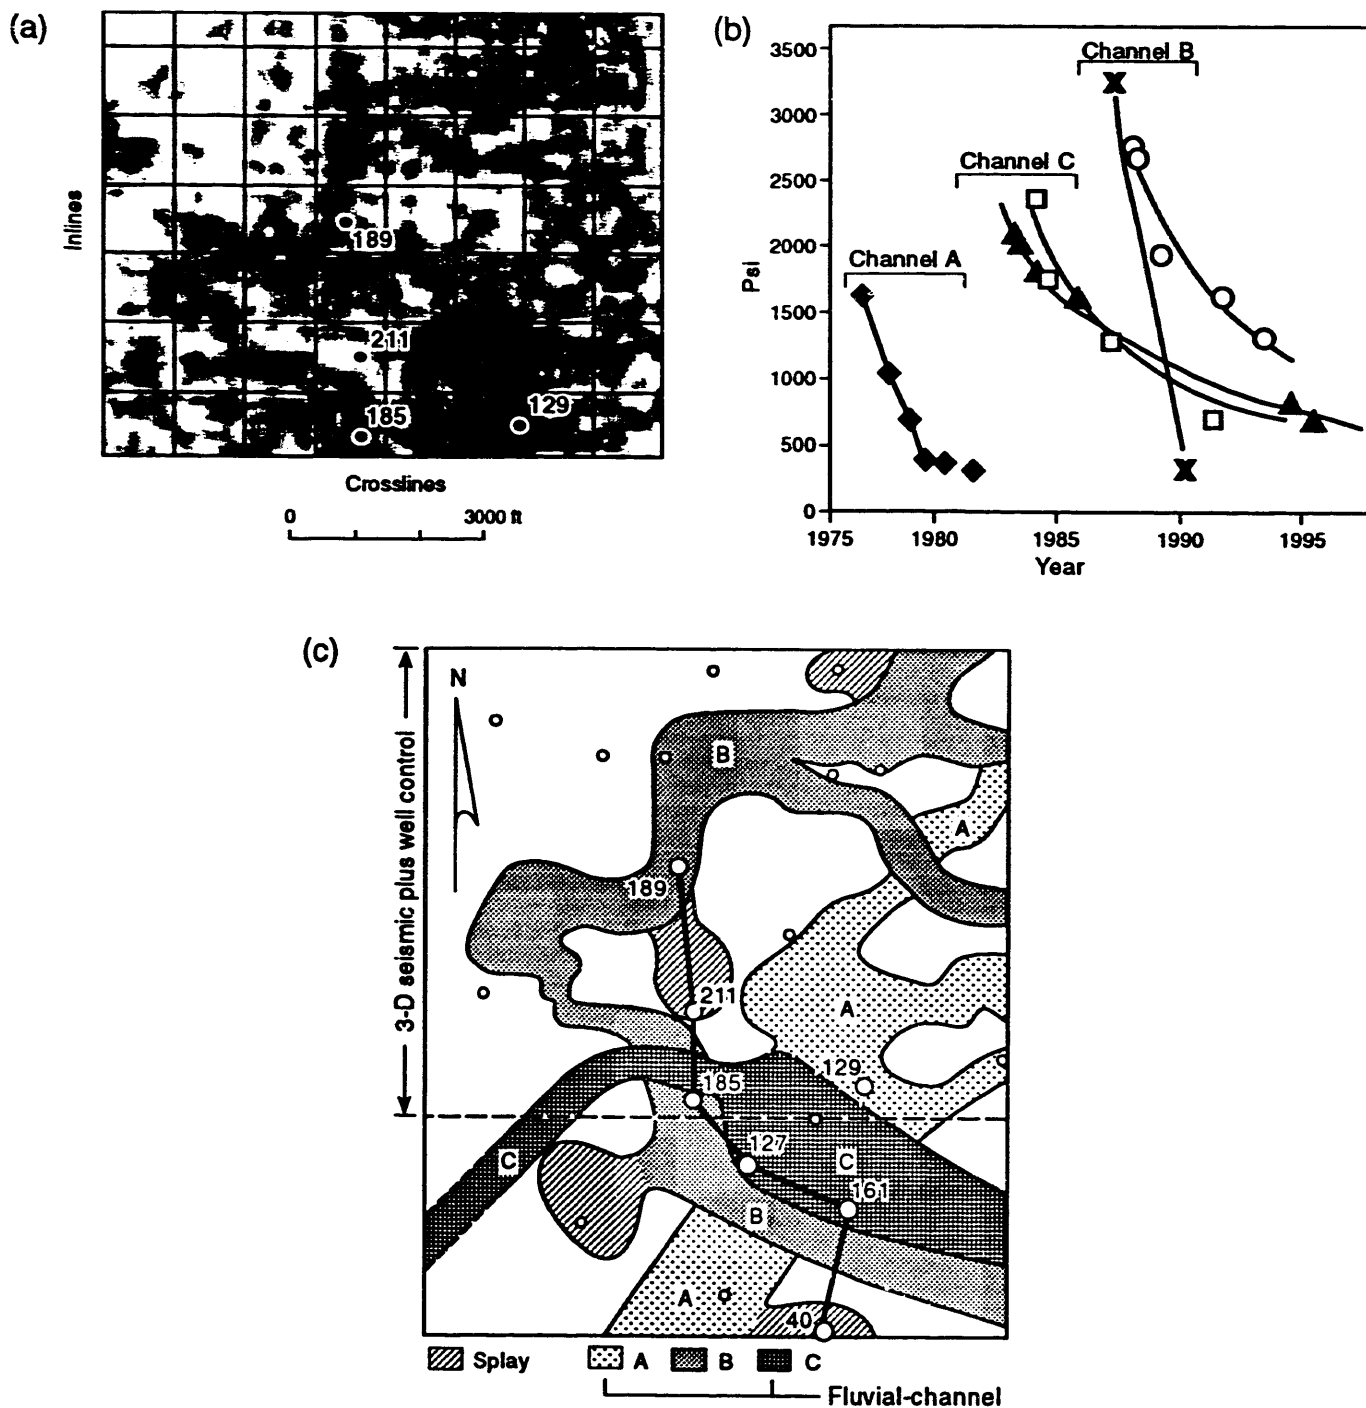 (a)
Inlines
189
211
185
129
Crosslines
0 3000 ft
(b)
Psi
3500
3000
2500
2000
1500
1000
500
0
Channel B
Channel C
Channel A
1975 1980 1985 1990 1995
Year
(c)
3-D seismic plus well control
N
B
A
189
211
A
129
185
127
C
C
161
B
A
40
Splay A B C
Fluvial-channel